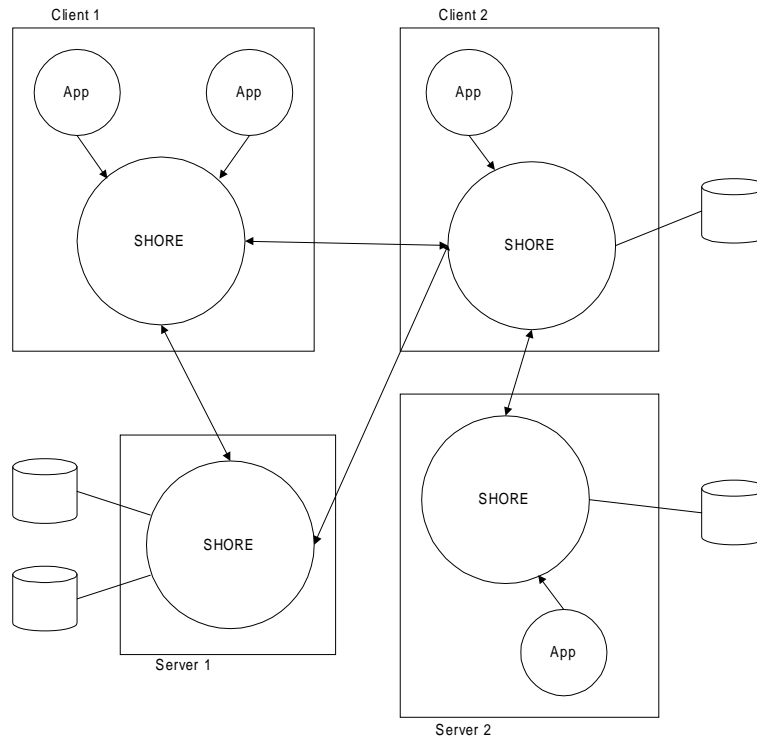 Client 1
Client 2
App
App
App
SHORE
SHORE
SHORE
SHORE
App
Server 1
Server 2